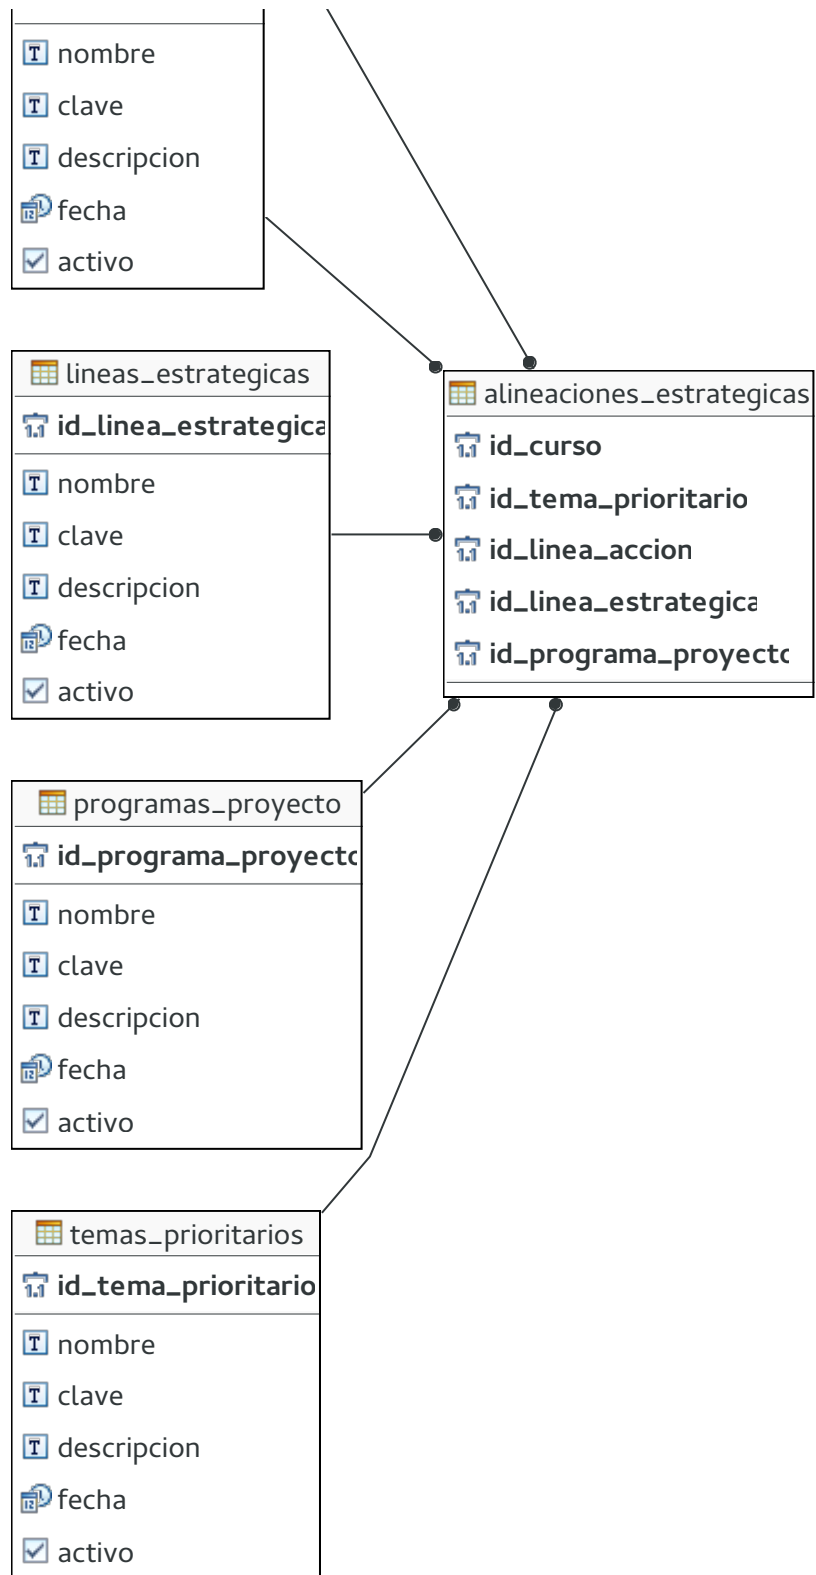 nombre
clave
descripcion
fecha
activo
lineas_estrategicas
id_linea_estrategica
nombre
clave
descripcion
fecha
activo
alineaciones_estrategicas
id_curso
id_tema_prioritario
id_linea_accion
id_linea_estrategica
id_programa_proyecto
programas_proyecto
id_programa_proyecto
nombre
clave
descripcion
fecha
activo
temas_prioritarios
id_tema_prioritario
nombre
clave
descripcion
fecha
activo